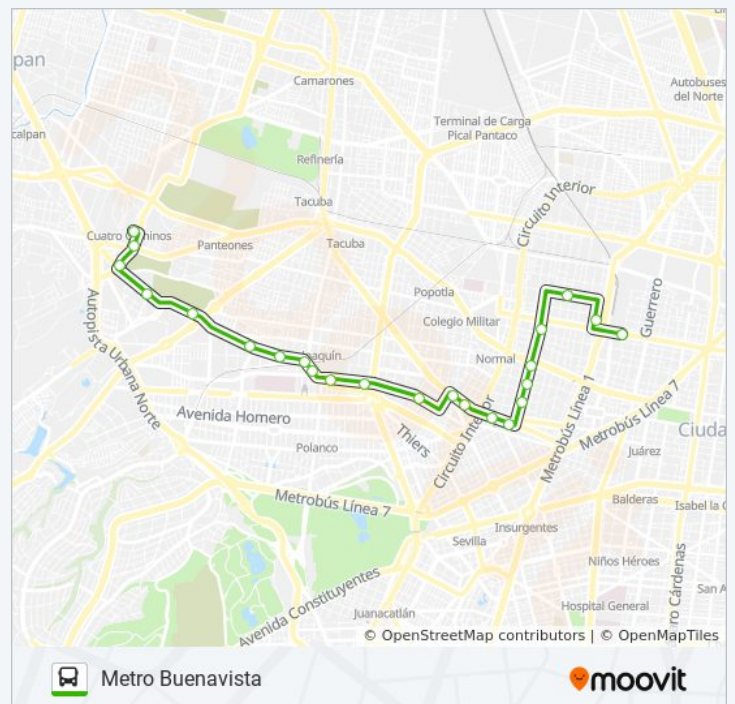 pan
Camarones
Autobuses
del Norte
Terminal de Carga
Pical Pantaco
calpan
Refinería
Circuito Interior
Tacuba
Cuatro
Panteones
Tacuba
Popotla
Guerrero
Colegio Militar
Autopista Urbana Norte
Normal
Avenida Homero
Metrobús Línea 1
Metrobús Línea 7
Thiers
Circuito Interior
Ciuda
Polanco
Juárez
Metrobús Línea 7
Balderas
Isabel la C
Insurgentes
Sevilla
Niños Héroes
ro Cárdenas
San A
Avenida Constituyentes
Hospital General
Juanacatlán
© OpenStreetMap contributors | © OpenMapTiles
Metro Buenavista
moovit